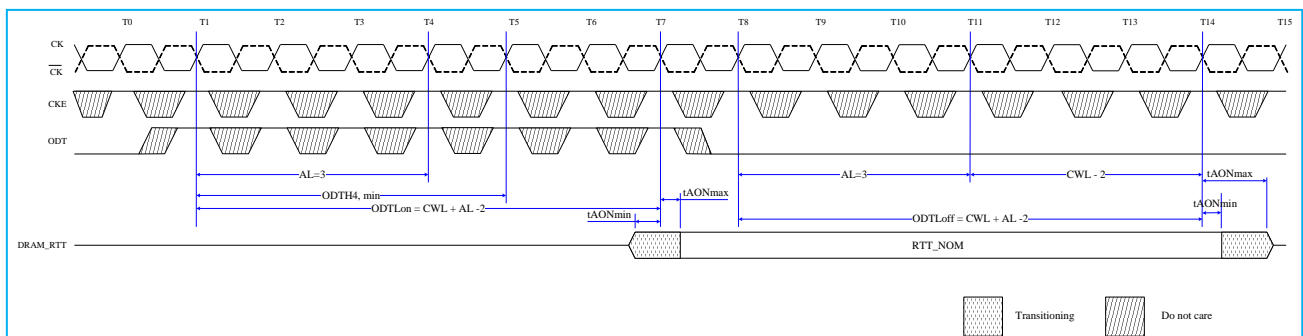 T0 T1 T2 T3 T4 T5 T6 T7 T8 T9 T10 T11 T12 T13 T14 T15
CK
CK
CKE
ODT
AL=3 AL=3 CWL - 2 tAONmax
ODTH4, min tAONmax
ODTLon = CWL + AL -2 tAONmin
tAONmin ODTLoff = CWL + AL -2
DRAM_RTT RTT_NOM
Transitioning Do not care